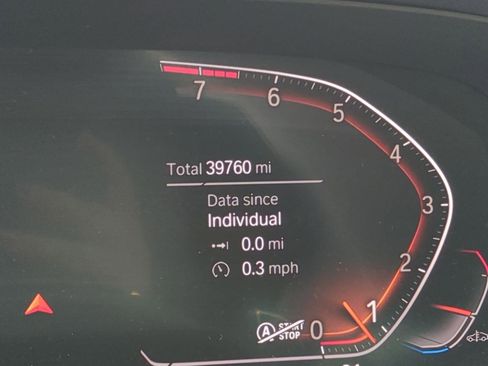 7
6
5
4
Total 39760 mi
Data since
3
Individual
0.0 mi
2
0.3 mph
1
A START
STOP
0